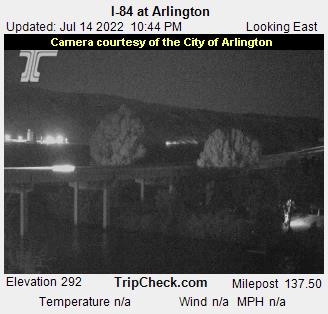 I-84 at Arlington
Updated: Jul 14 2022 10:44 PM Looking East
Camera courtesy of the City of Arlington
Elevation 292 TripCheck.com Milepost 137.50
Temperature n/a Wind n/a MPH n/a